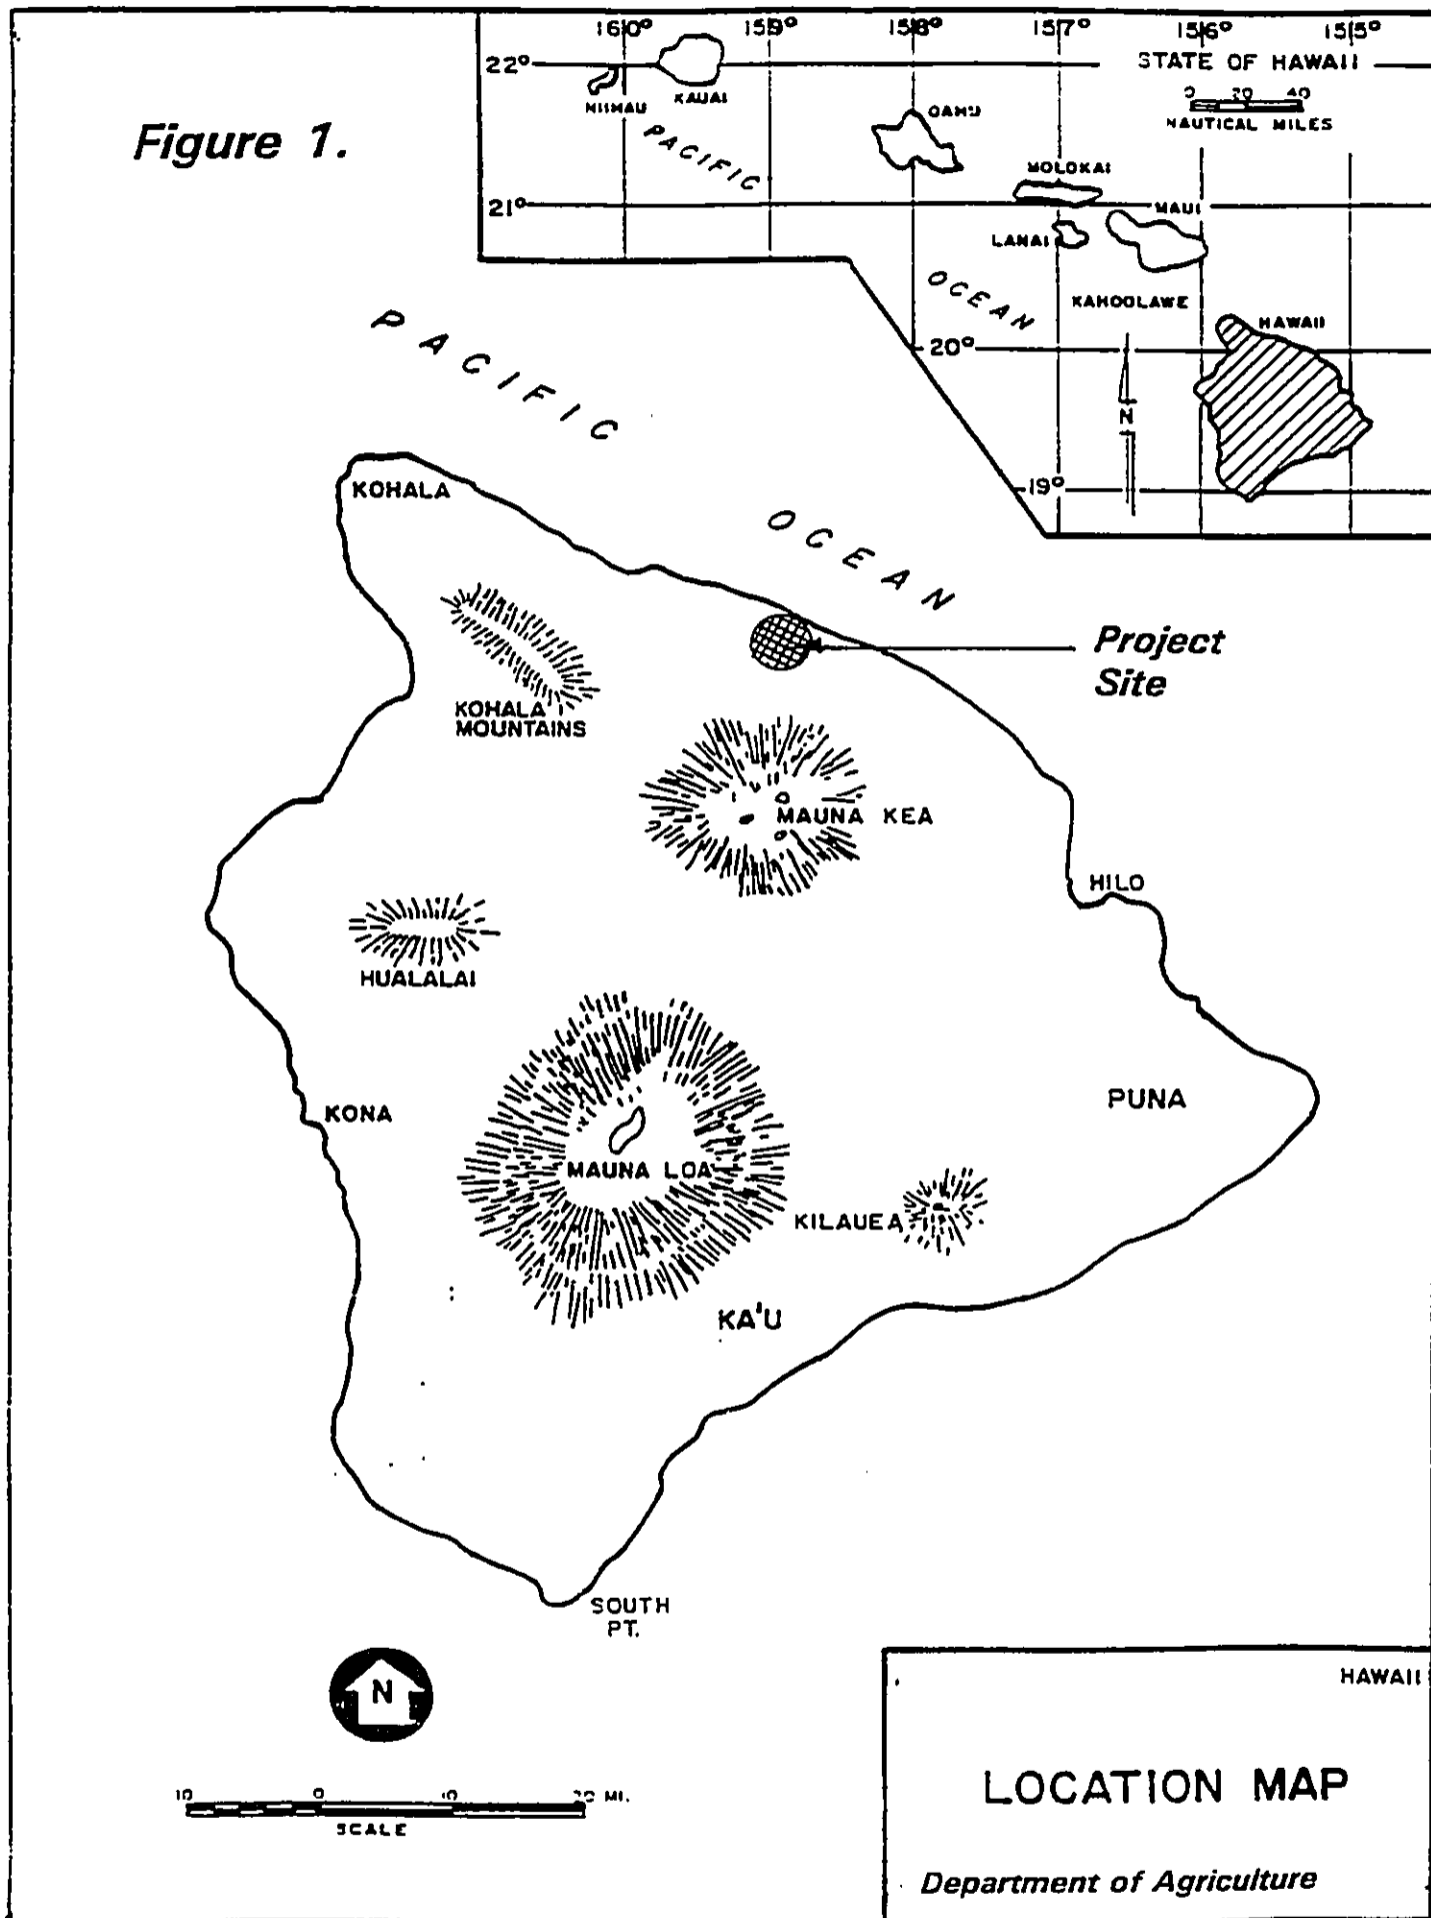 160° 159° 158° 157° 156° 155°
STATE OF HAWAII
22°
0 20 40
NAUTICAL MILES
NIIHAU
KAUAI
OAHU
Figure 1.
PACIFIC
MOLOKAI
21°
MAUI
LANAI
OCEAN
KAHOOLAWE
HAWAII
20°
N
19°
PACIFIC
OCEAN
KOHALA
Project
Site
KOHALA
MOUNTAINS
MAUNA KEA
HILO
HUALALAI
KONA
PUNA
MAUNA LOA
KILAUEA
KA'U
SOUTH
PT.
N
HAWAII
10 0 10 20 MI.
SCALE
LOCATION MAP
Department of Agriculture